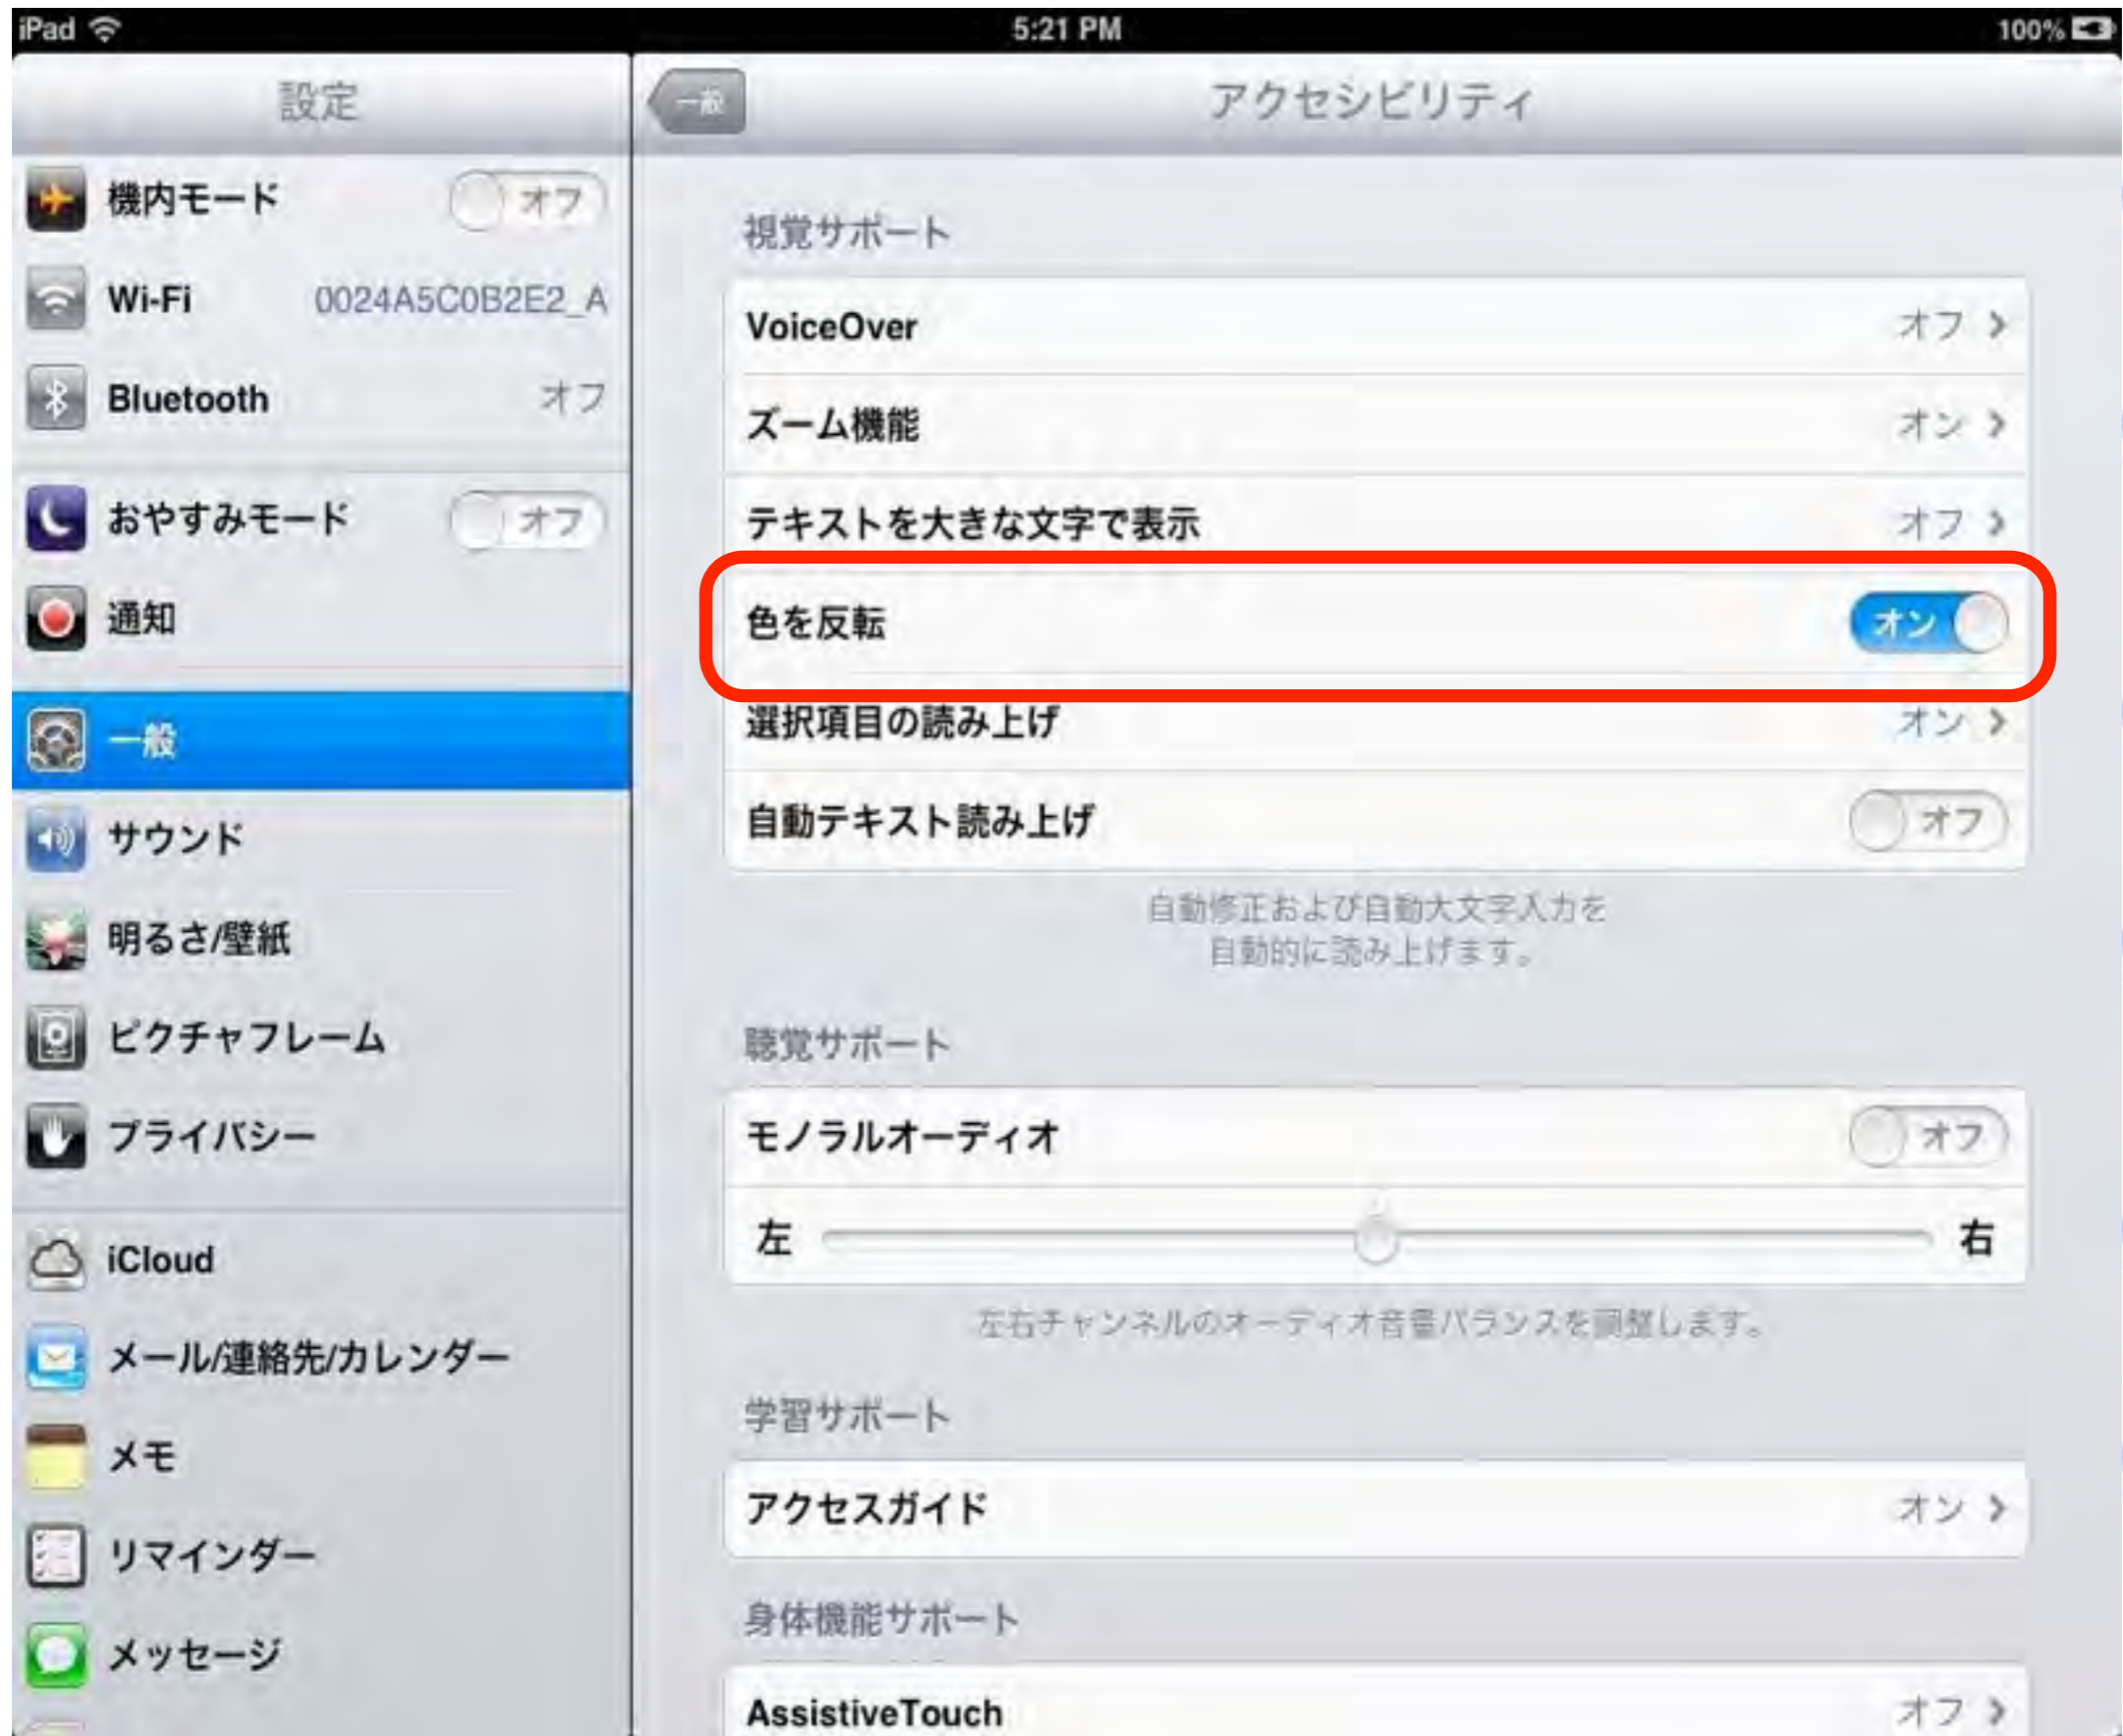 iPad
5:21 PM
100%
設定
機内モード オフ
Wi-Fi 0024A5C0B2E2_A
Bluetooth オフ
おやすみモード オフ
通知
一般
サウンド
明るさ/壁紙
ピクチャフレーム
プライバシー
iCloud
メール/連絡先/カレンダー
メモ
リマインダー
メッセージ
一般
アクセシビリティ
視覚サポート
VoiceOver オフ
ズーム機能 オン
テキストを大きな文字で表示 オフ
色を反転 オン
選択項目の読み上げ オン
自動テキスト読み上げ オフ
自動修正および自動大文字入力を
自動的に読み上げます。
聴覚サポート
モノラルオーディオ オフ
左 右
左右チャンネルのオーディオ音量バランスを調整します。
学習サポート
アクセスガイド オン
身体機能サポート
AssistiveTouch オフ